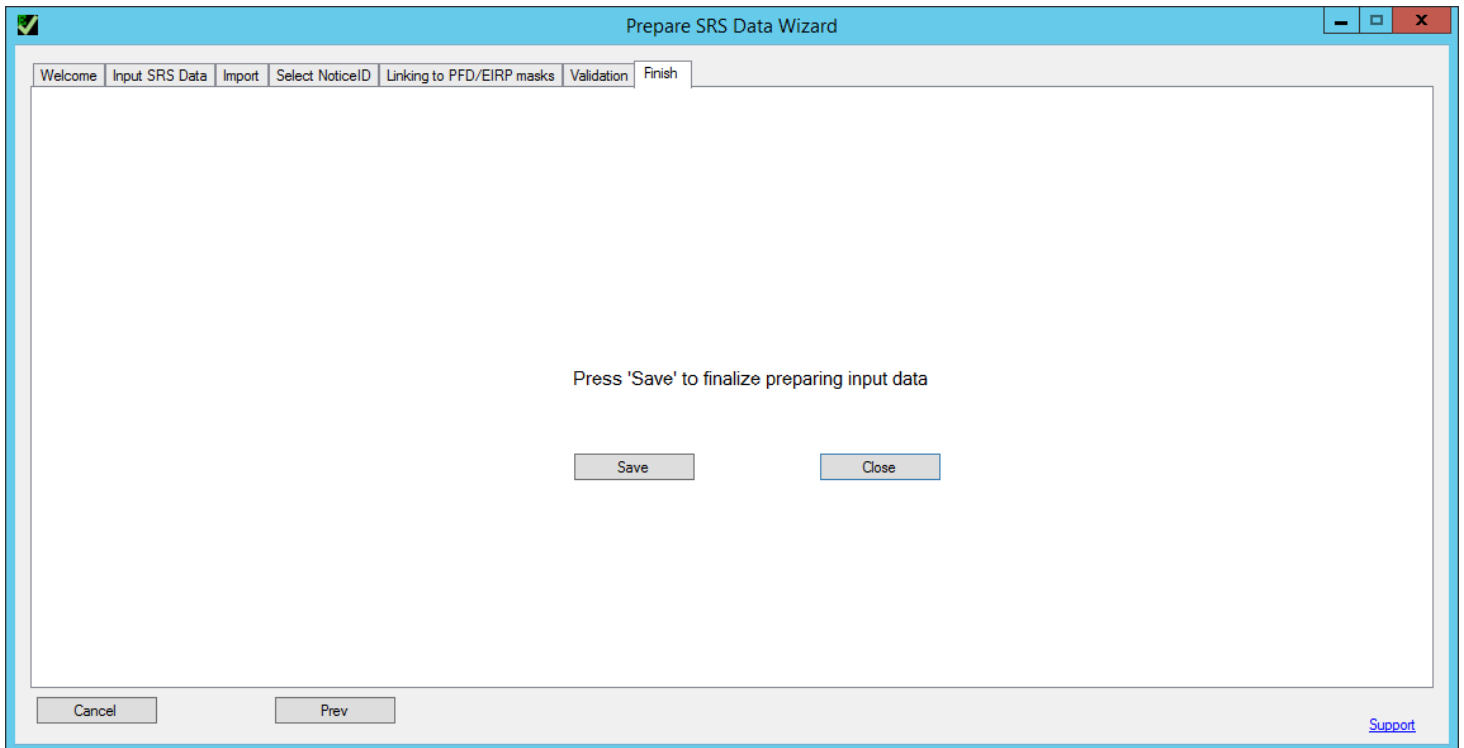 Prepare SRS Data Wizard
Welcome Input SRS Data Import Select NoticeID Linking to PFD/EIRP masks Validation Finish
Press 'Save' to finalize preparing input data
Save Close
Cancel Prev
Support